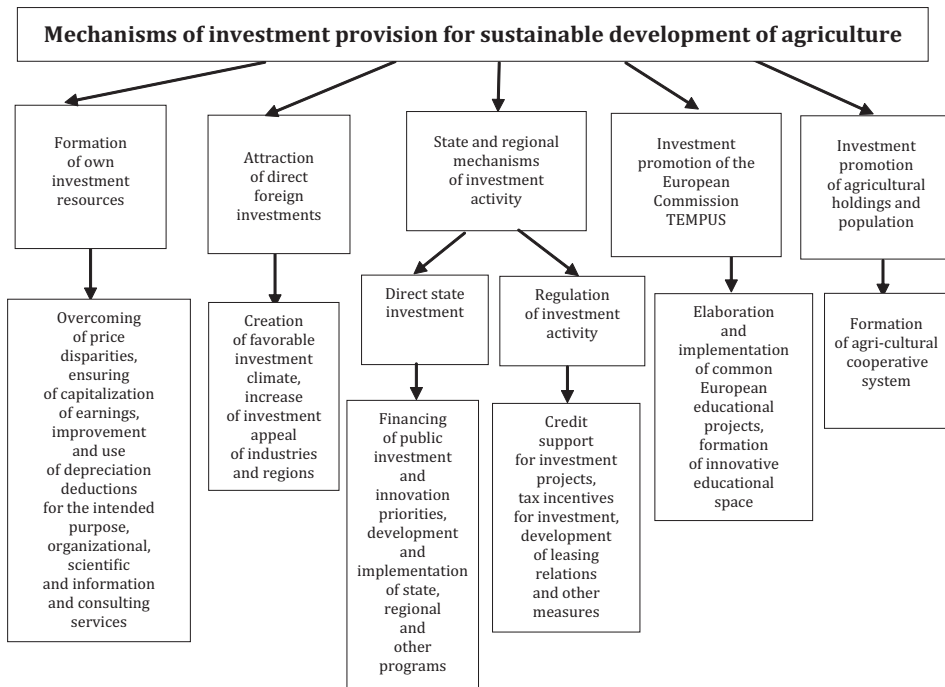 Mechanisms of investment provision for sustainable development of agriculture
Formation
of own
investment
resources
Attraction
of direct
foreign
investments
State and regional
mechanisms
of investment
activity
Investment
promotion of the
European
Commission
TEMPUS
Investment
promotion
of agricultural
holdings and
population
Overcoming
of price
disparities,
ensuring
of capitalization
of earnings,
improvement
and use
of depreciation
deductions
for the intended
purpose,
organizational,
scientific
and information
and consulting
services
Creation
of favorable
investment
climate,
increase
of investment
appeal
of industries
and regions
Direct state
investment
Regulation
of investment
activity
Financing
of public
investment
and
innovation
priorities,
development
and
implementation
of state,
regional
and
other
programs
Credit
support
for investment
projects,
tax incentives
for investment,
development
of leasing
relations
and other
measures
Elaboration
and
implementation
of common
European
educational
projects,
formation
of innovative
educational
space
Formation
of agri-cultural
cooperative
system